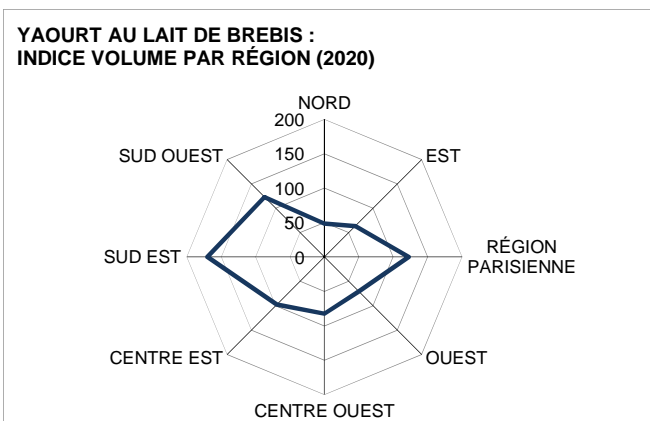 YAOURT AU LAIT DE BREBIS :
INDICE VOLUME PAR RÉGION (2020)
NORD
200
150
100
50
0
EST
RÉGION
PARISIENNE
OUEST
CENTRE OUEST
CENTRE EST
SUD EST
SUD OUEST